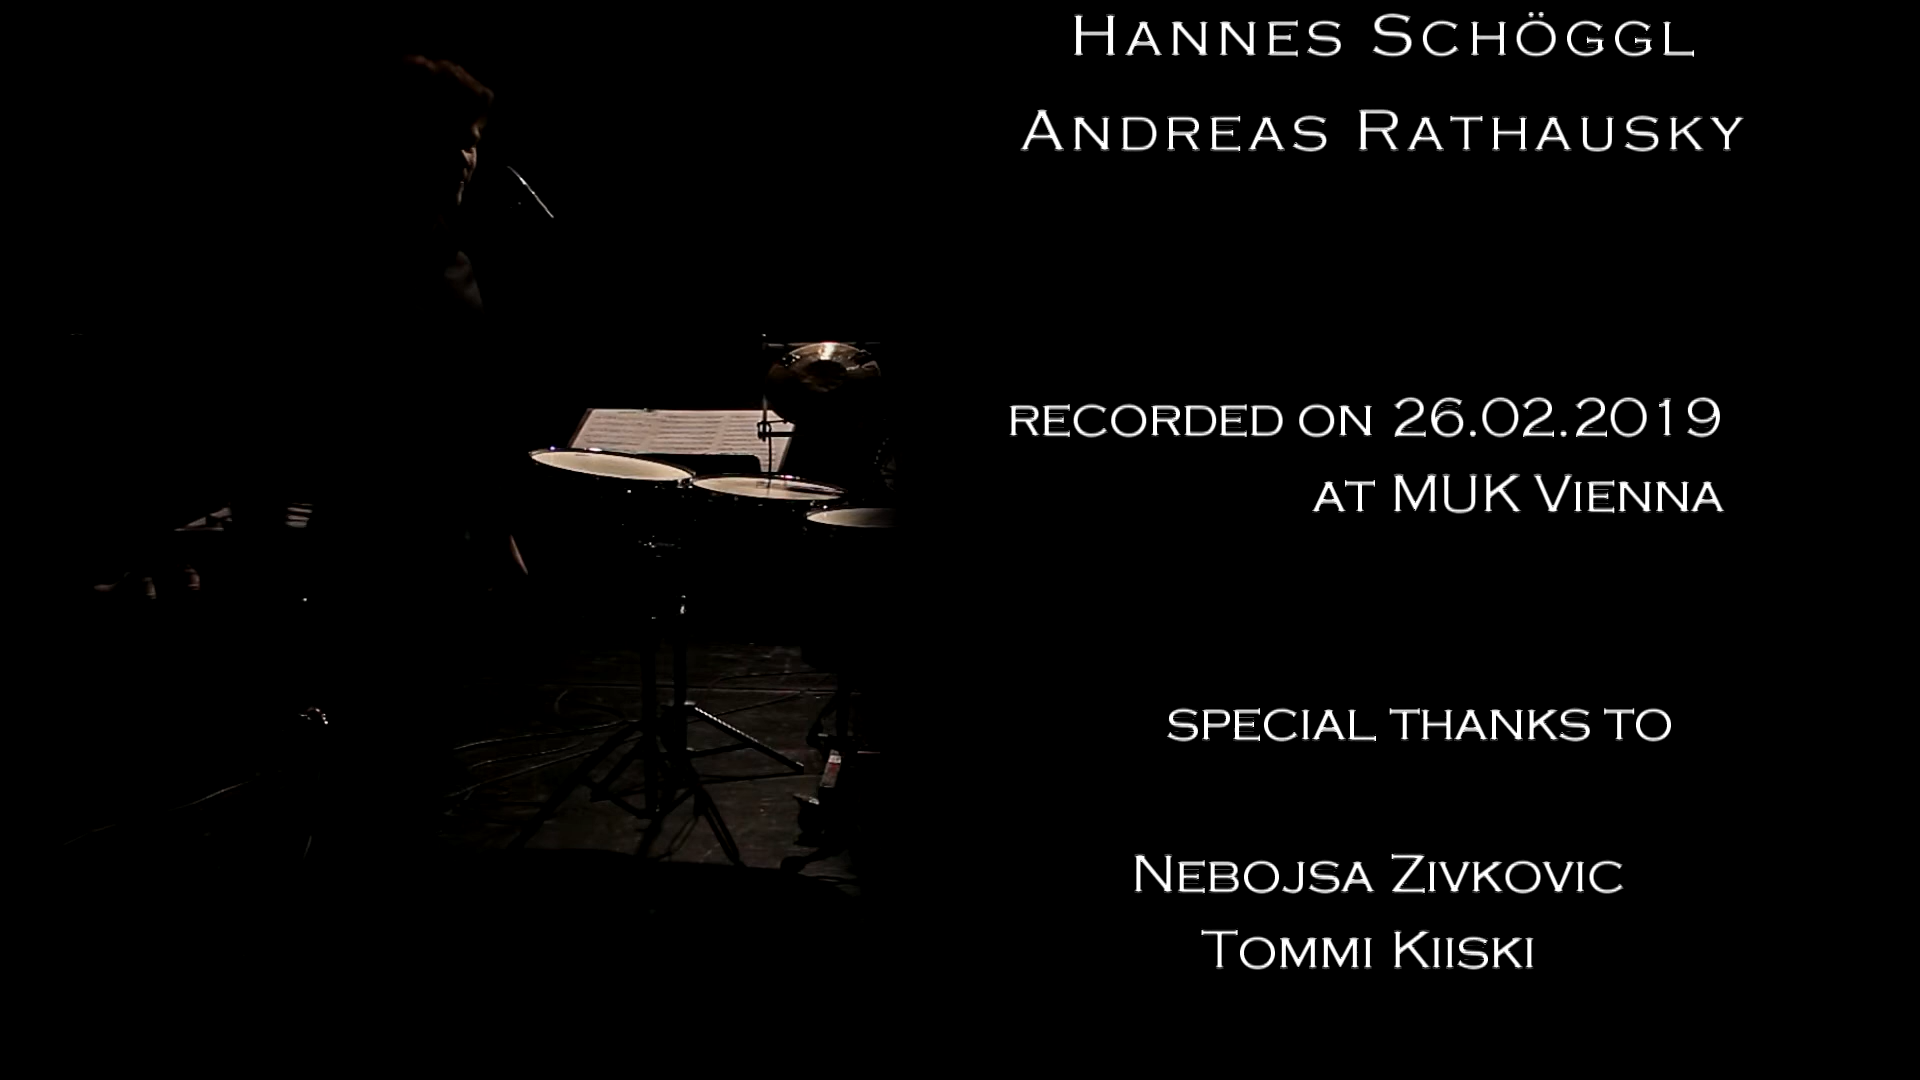 Hannes Schöggl
Andreas Rathausky
recorded on 26.02.2019
at MUK Vienna
special thanks to
Nebojsa Zivkovic
Tommi Kiiski